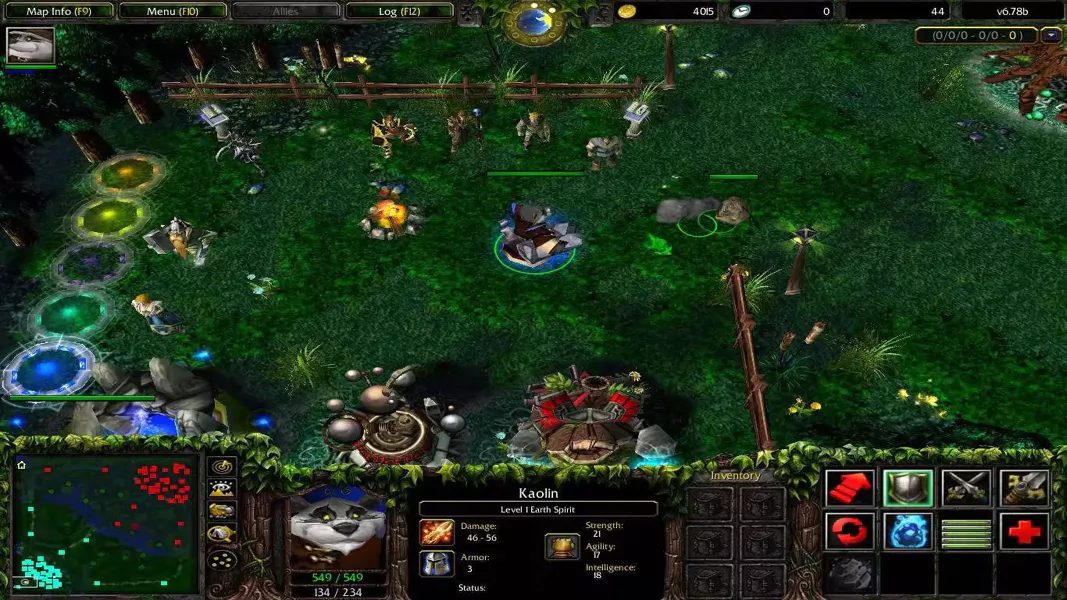 Map Info (F9) Menu (F10) Allies Log (F12) 4015 0 44 v6.78b
(0/0/0 - 0/0 - 0 )
Kaolin
Level 1 Earth Spirit
Damage:
46 - 56
Armor:
3
Status:
Strength:
21
Agility:
17
Intelligence:
18
Inventory
549 / 549
134 / 234